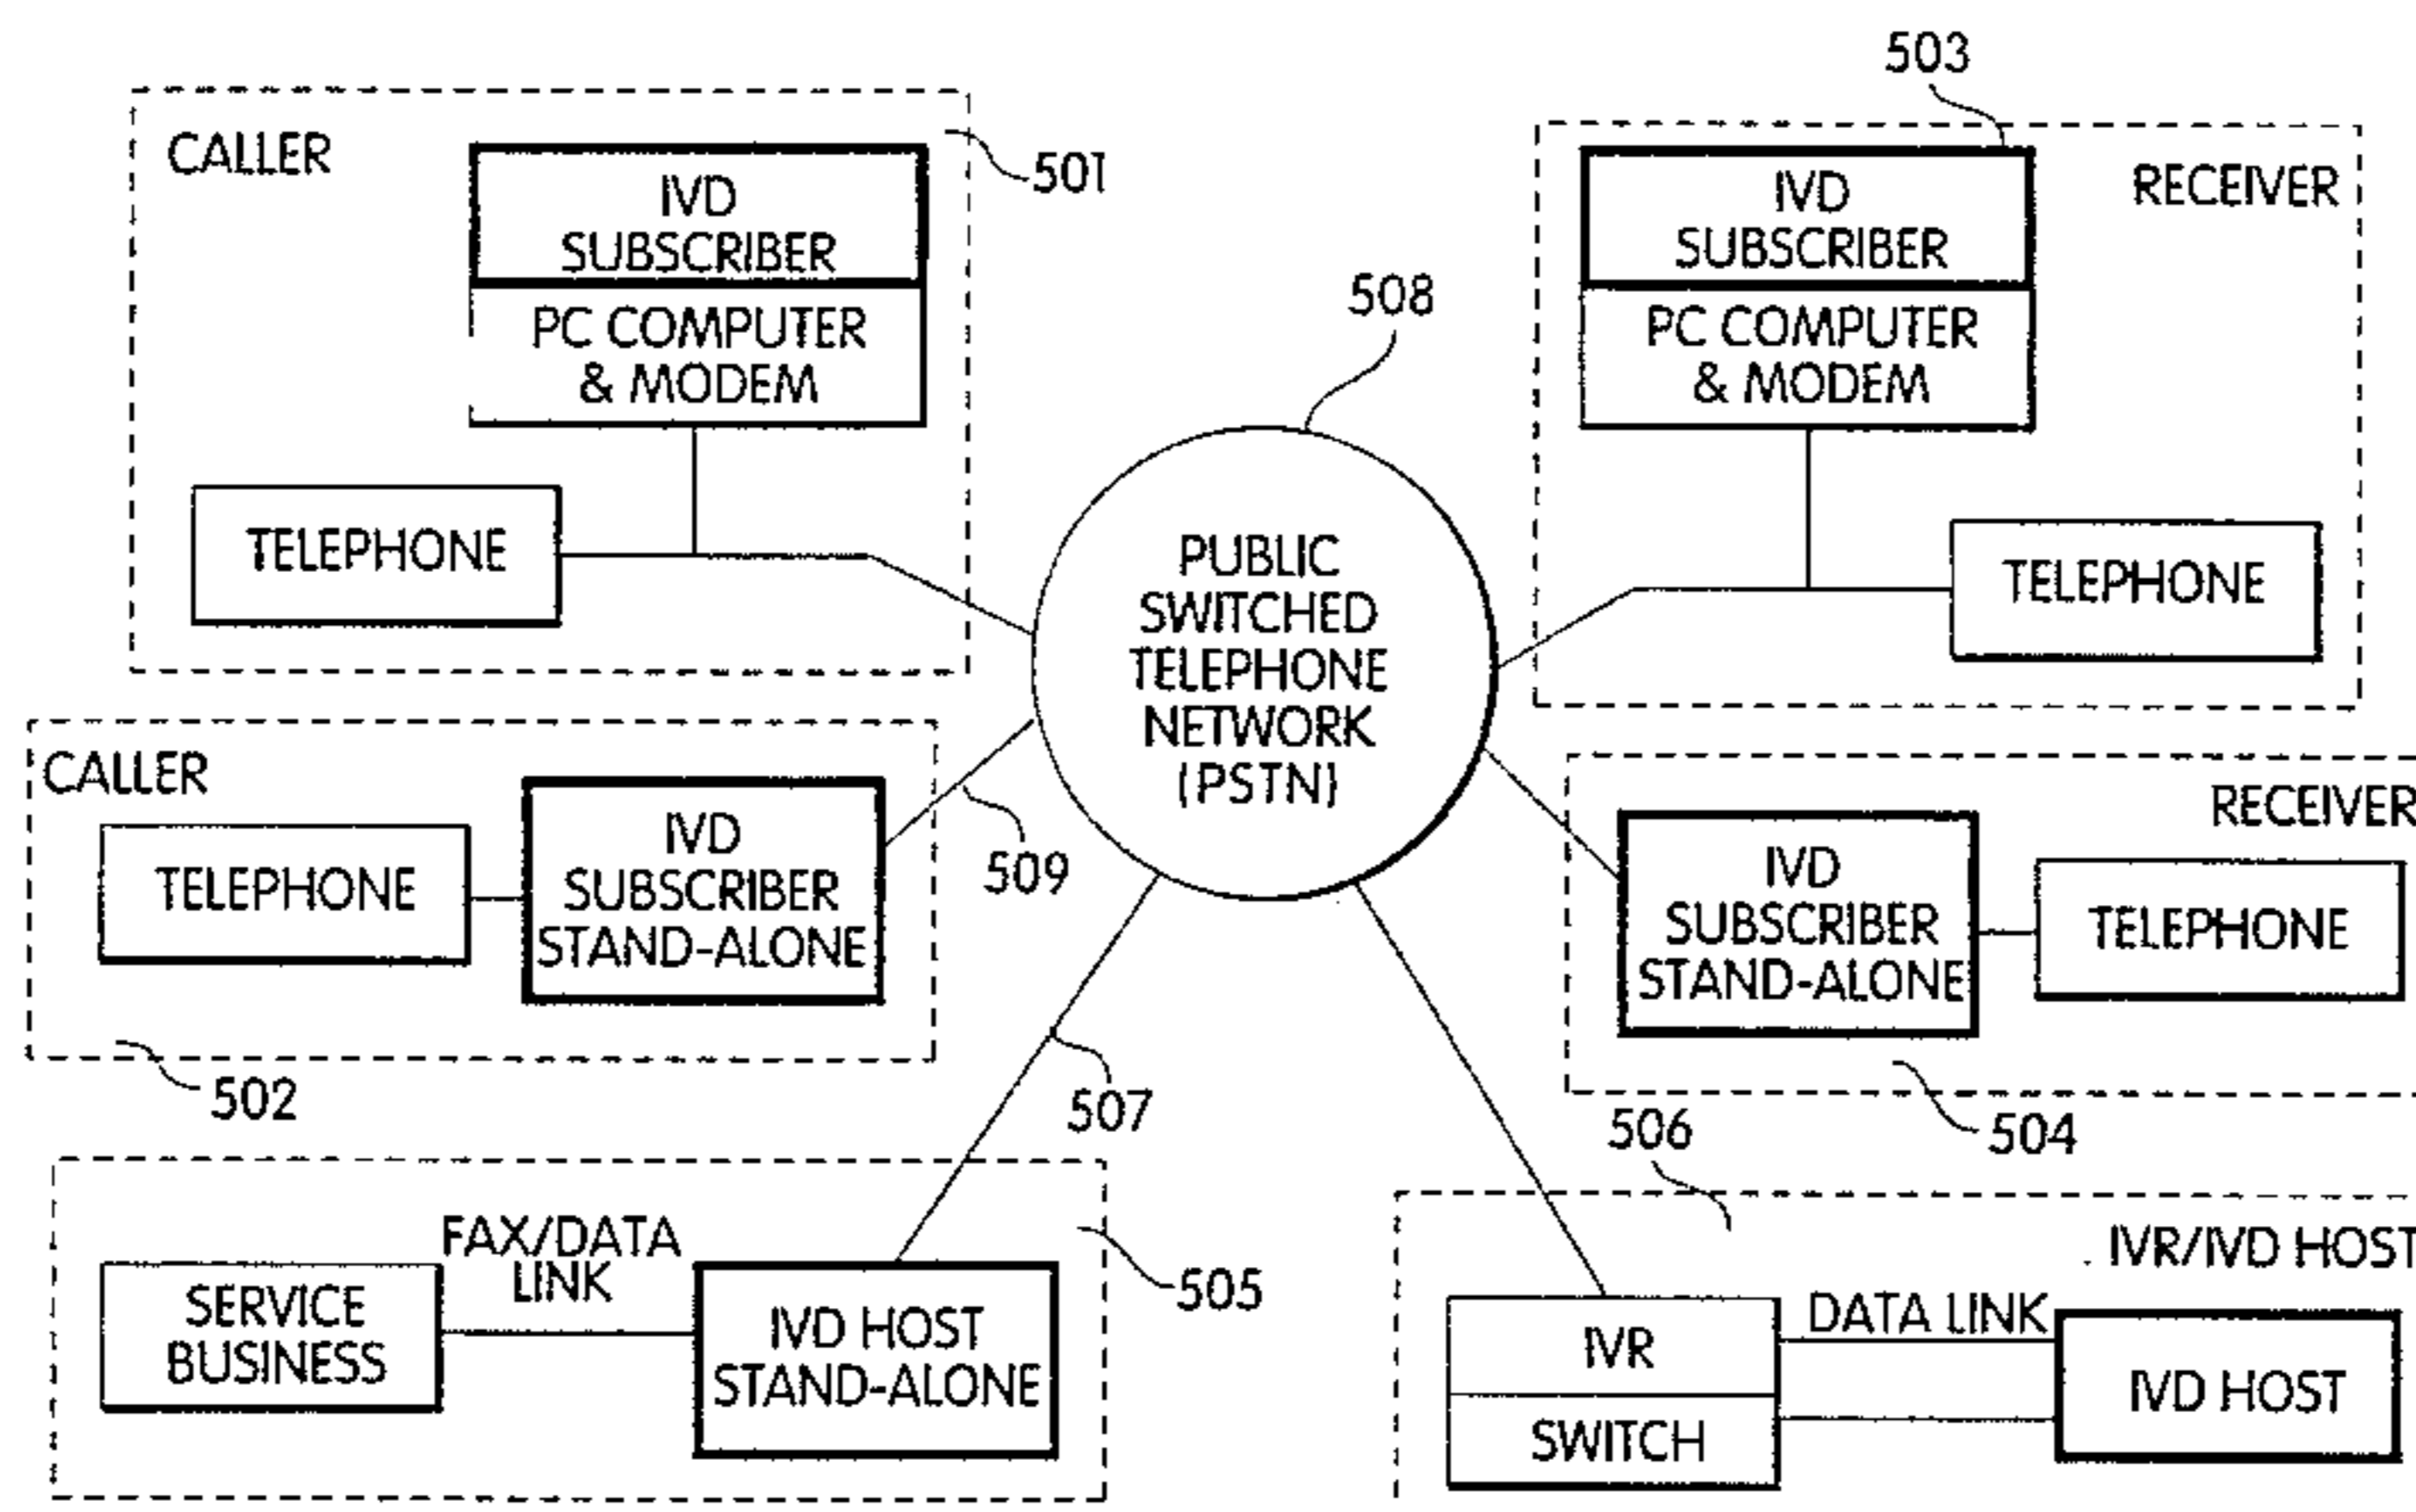 503
CALLER
501
IVD
SUBSCRIBER
PC COMPUTER
& MODEM
TELEPHONE
IVD
SUBSCRIBER
RECEIVER
PC COMPUTER
& MODEM
TELEPHONE
508
PUBLIC
SWITCHED
TELEPHONE
NETWORK
(PSTN)
CALLER
TELEPHONE
IVD
SUBSCRIBER
STAND-ALONE
509
502
RECEIVER
IVD
SUBSCRIBER
STAND-ALONE
TELEPHONE
504
507
506
FAX/DATA
LINK
505
SERVICE
BUSINESS
IVD HOST
STAND-ALONE
IVR/IVD HOST
DATA LINK
IVR
SWITCH
IVD HOST